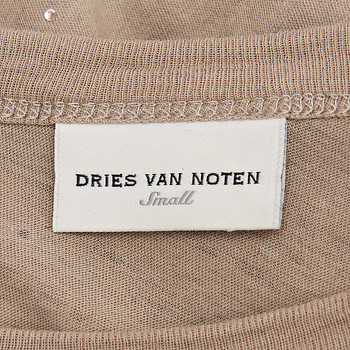 DRIES VAN NOTEN
Small